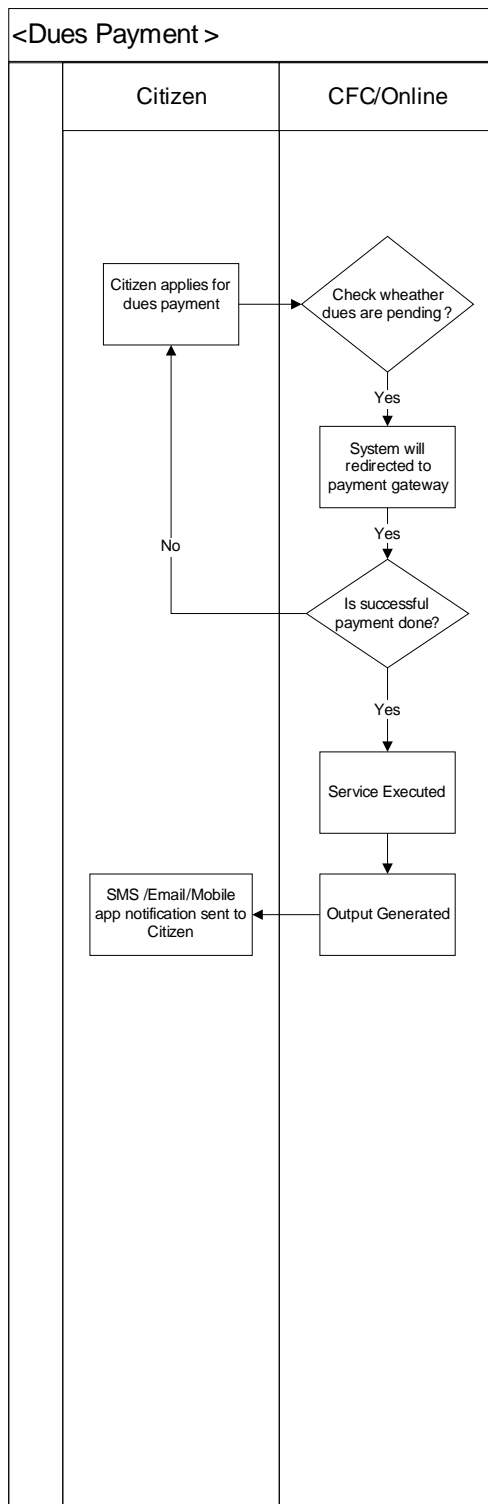 <Dues Payment >
Citizen
CFC/Online
Citizen applies for
dues payment
Check wheather
dues are pending ?
Yes
System will
redirected to
payment gateway
Yes
No
Is successful
payment done?
Yes
Service Executed
SMS /Email/Mobile
app notification sent to
Citizen
Output Generated